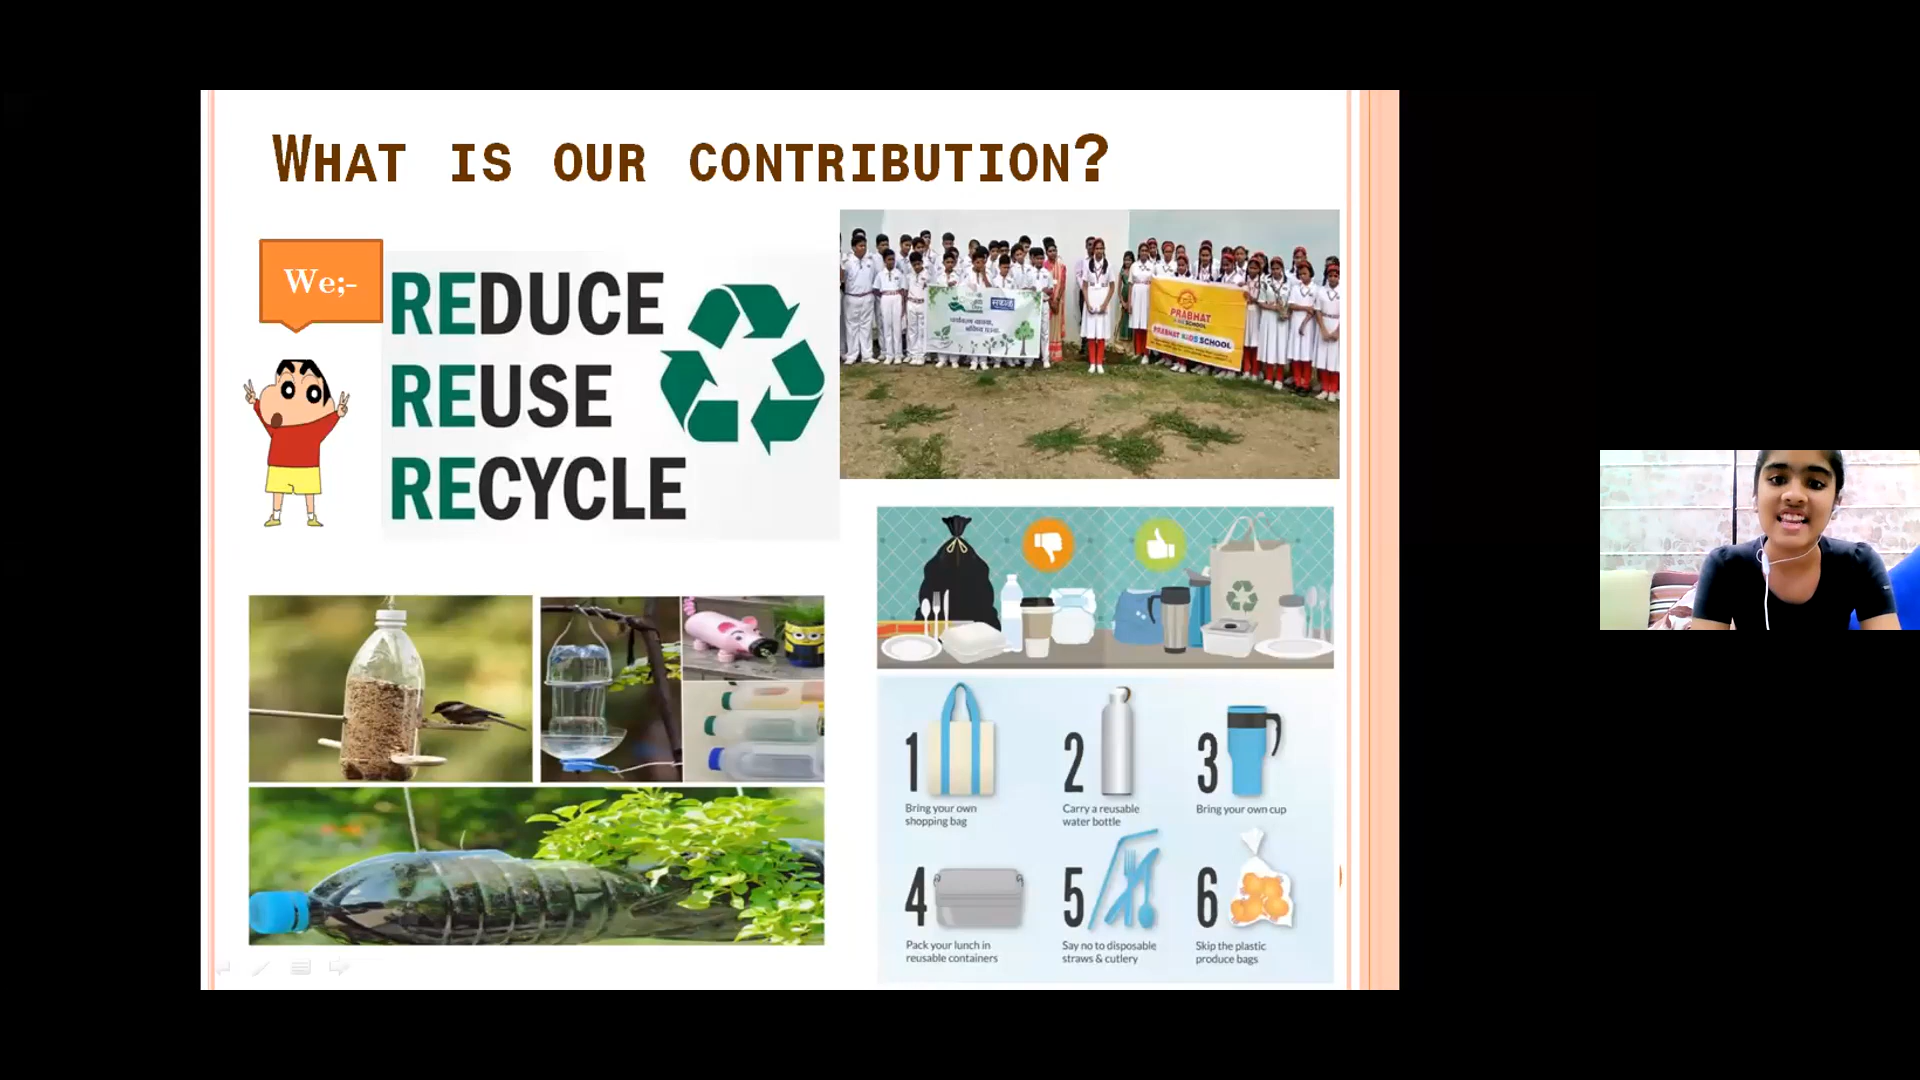 WHAT IS OUR CONTRIBUTION?
We;-
REDUCE
REUSE
RECYCLE
PRABHAT
PRABHAT KIDS SCHOOL
1
Bring your own
shopping bag
2
Carry a reusable
water bottle
3
Bring your own cup
4
Pack your lunch in
reusable containers
5
Say no to disposable
straws & cutlery
6
Skip the plastic
produce bags